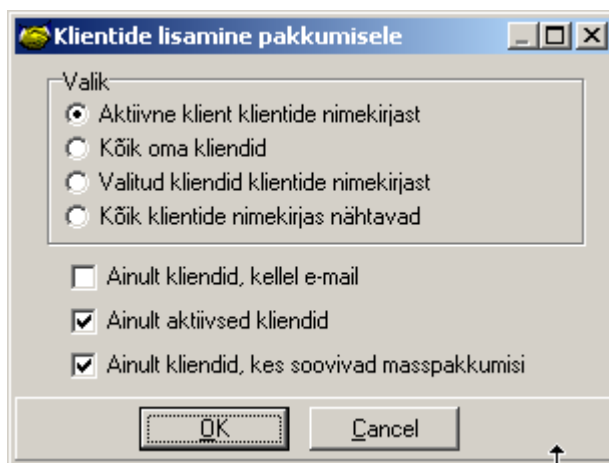 Klientide lisamine pakkumisele
Valik
Aktiivne klient klientide nimekirjast
Kõik oma kliendid
Valitud kliendid klientide nimekirjast
Kõik klientide nimekirjas nähtavad
Ainult kliendid, kellel e-mail
Ainult aktiivsed kliendid
Ainult kliendid, kes soovivad masspakkumisi
OK Cancel